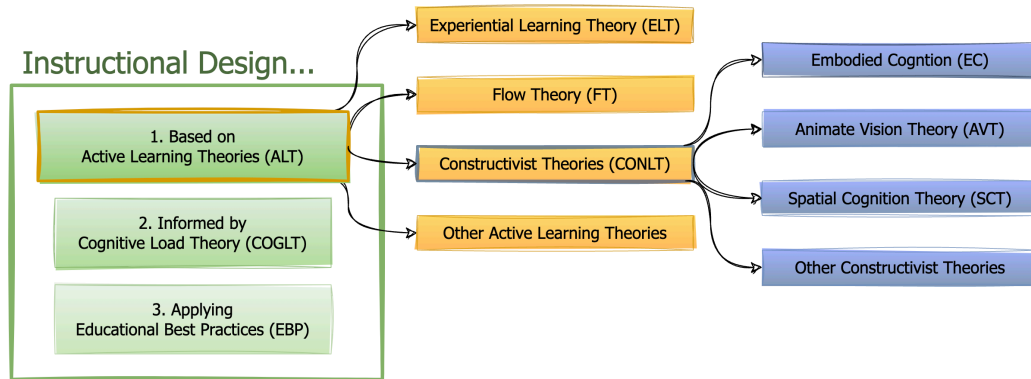 Instructional Design...
1. Based on
Active Learning Theories (ALT)
2. Informed by
Cognitive Load Theory (COGLT)
3. Applying
Educational Best Practices (EBP)
Experiential Learning Theory (ELT)
Flow Theory (FT)
Constructivist Theories (CONLT)
Other Active Learning Theories
Embodied Cogntion (EC)
Animate Vision Theory (AVT)
Spatial Cognition Theory (SCT)
Other Constructivist Theories